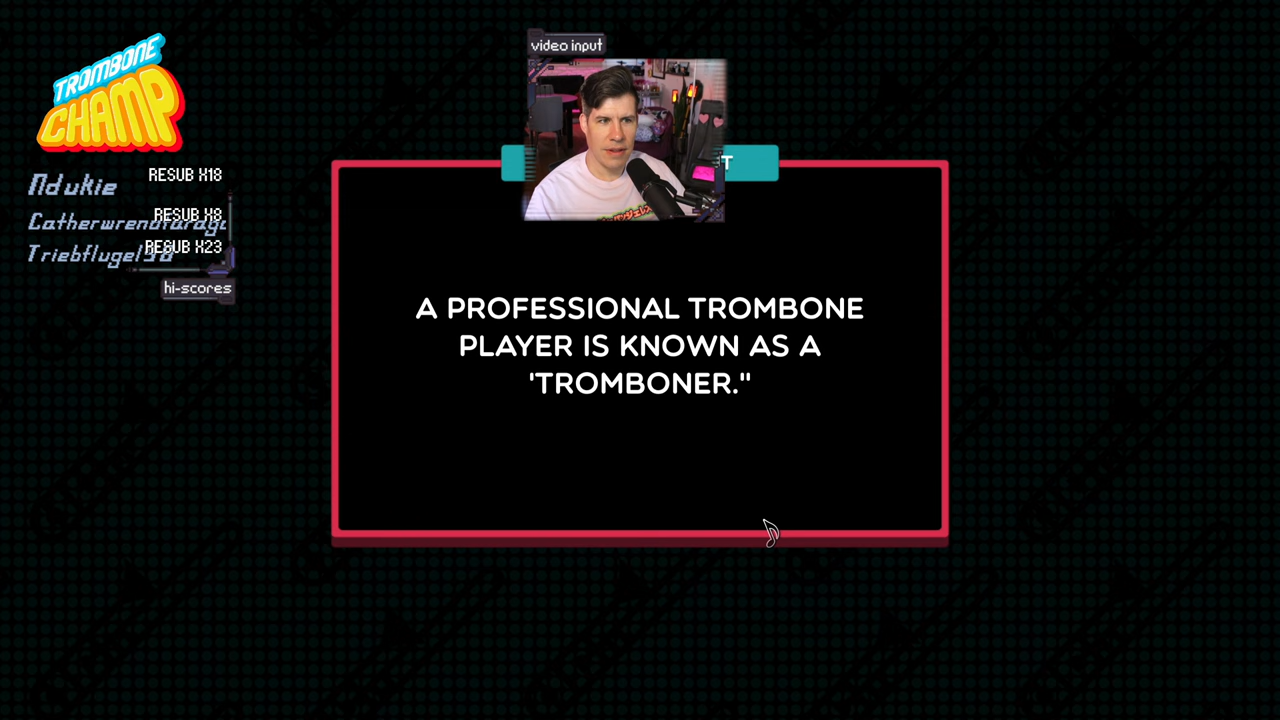 TROMBONE
CHAMP
video input
T
Ndukie RESUB X18
RESUB X8
RESUB X23
hi-scores
A PROFESSIONAL TROMBONE
PLAYER IS KNOWN AS A
'TROMBONER."